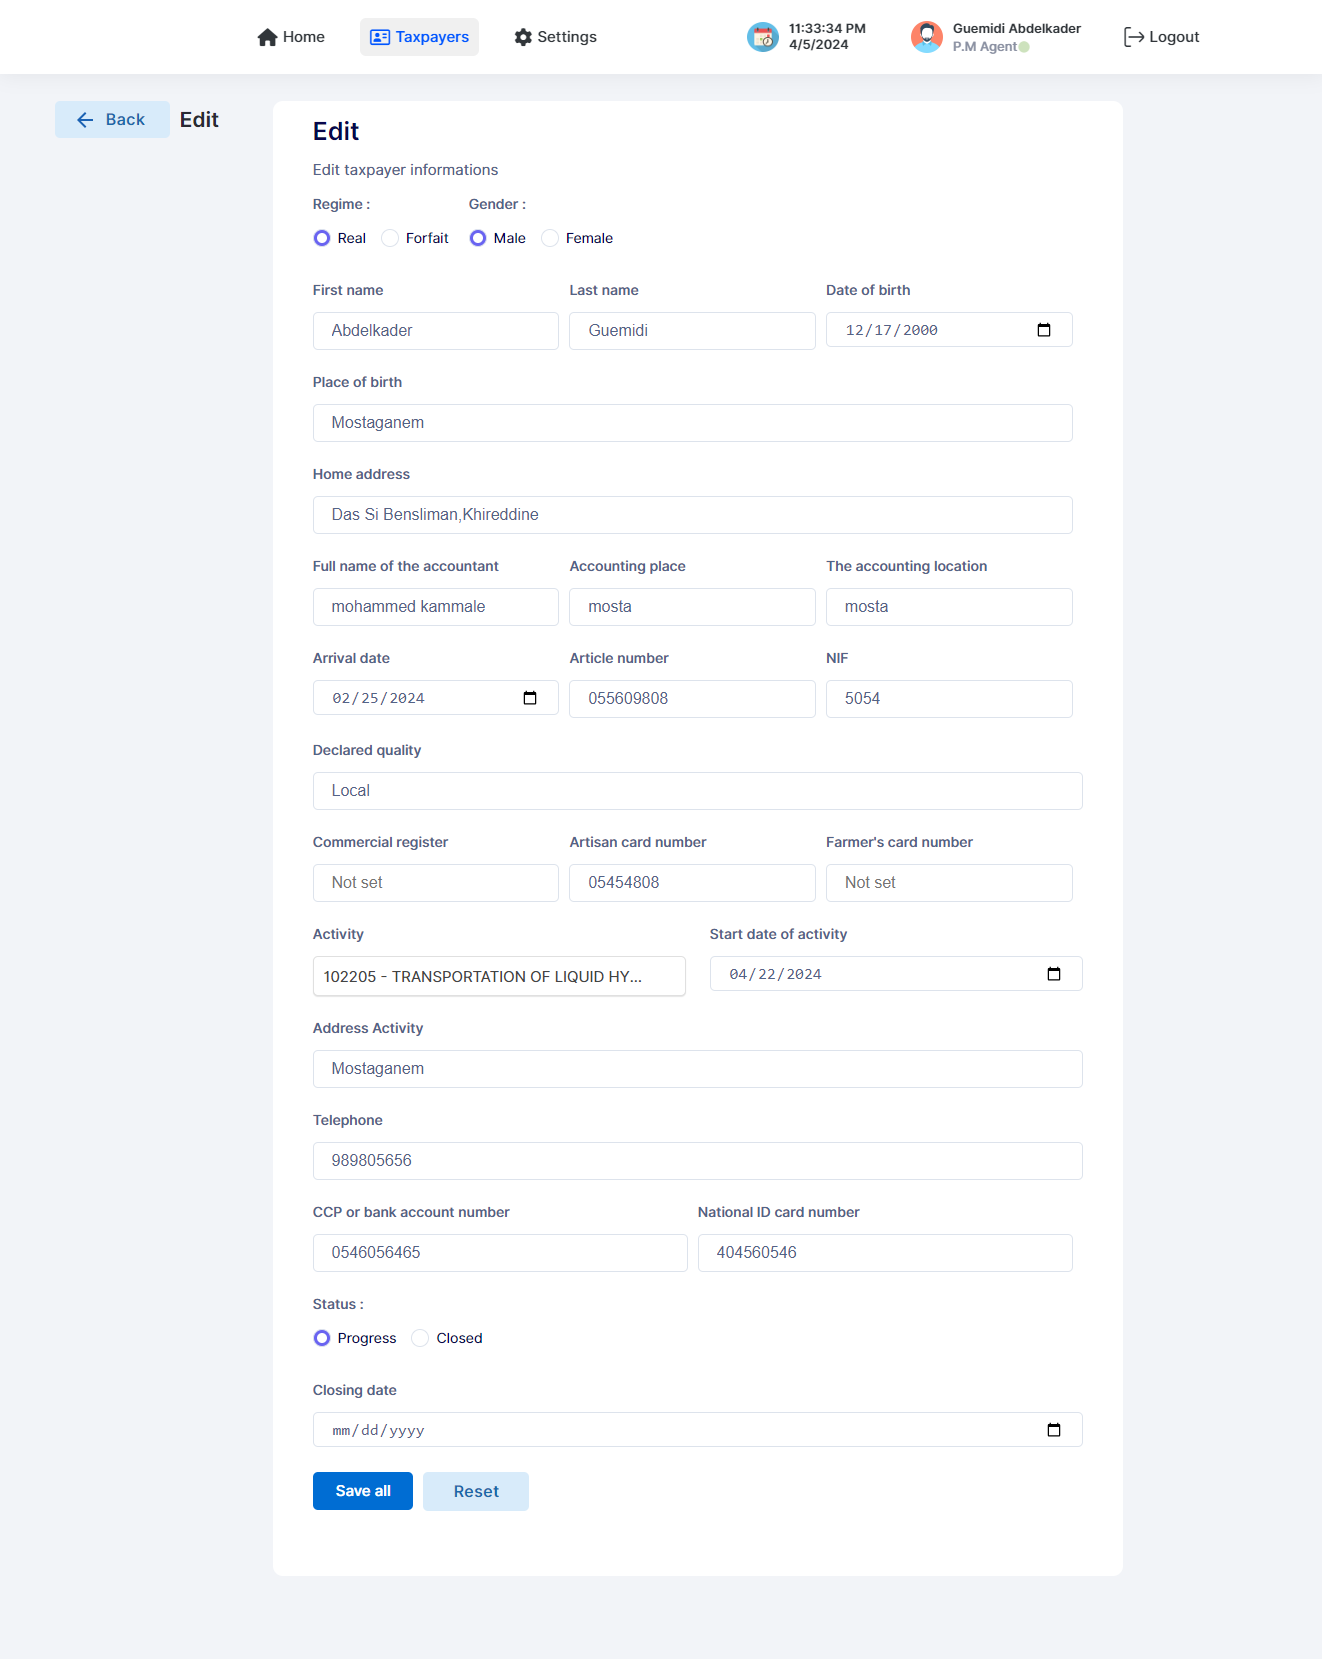 Home
Taxpayers
Settings
11:33:34 PM
4/5/2024
Guemidi Abdelkader
P.M Agent
Logout
Back
Edit
Edit
Edit taxpayer informations
Regime : Gender :
Real Forfait Male Female
First name Last name Date of birth
Abdelkader Guemidi 12/17/2000
Place of birth
Mostaganem
Home address
Das Si Bensliman,Khireddine
Full name of the accountant Accounting place The accounting location
mohammed kammale mosta mosta
Arrival date Article number NIF
02/25/2024 055609808 5054
Declared quality
Local
Commercial register Artisan card number Farmer's card number
Not set 05454808 Not set
Activity Start date of activity
102205 - TRANSPORTATION OF LIQUID HY... 04/22/2024
Address Activity
Mostaganem
Telephone
989805656
CCP or bank account number National ID card number
0546056465 404560546
Status :
Progress Closed
Closing date
mm/dd/yyyy
Save all Reset